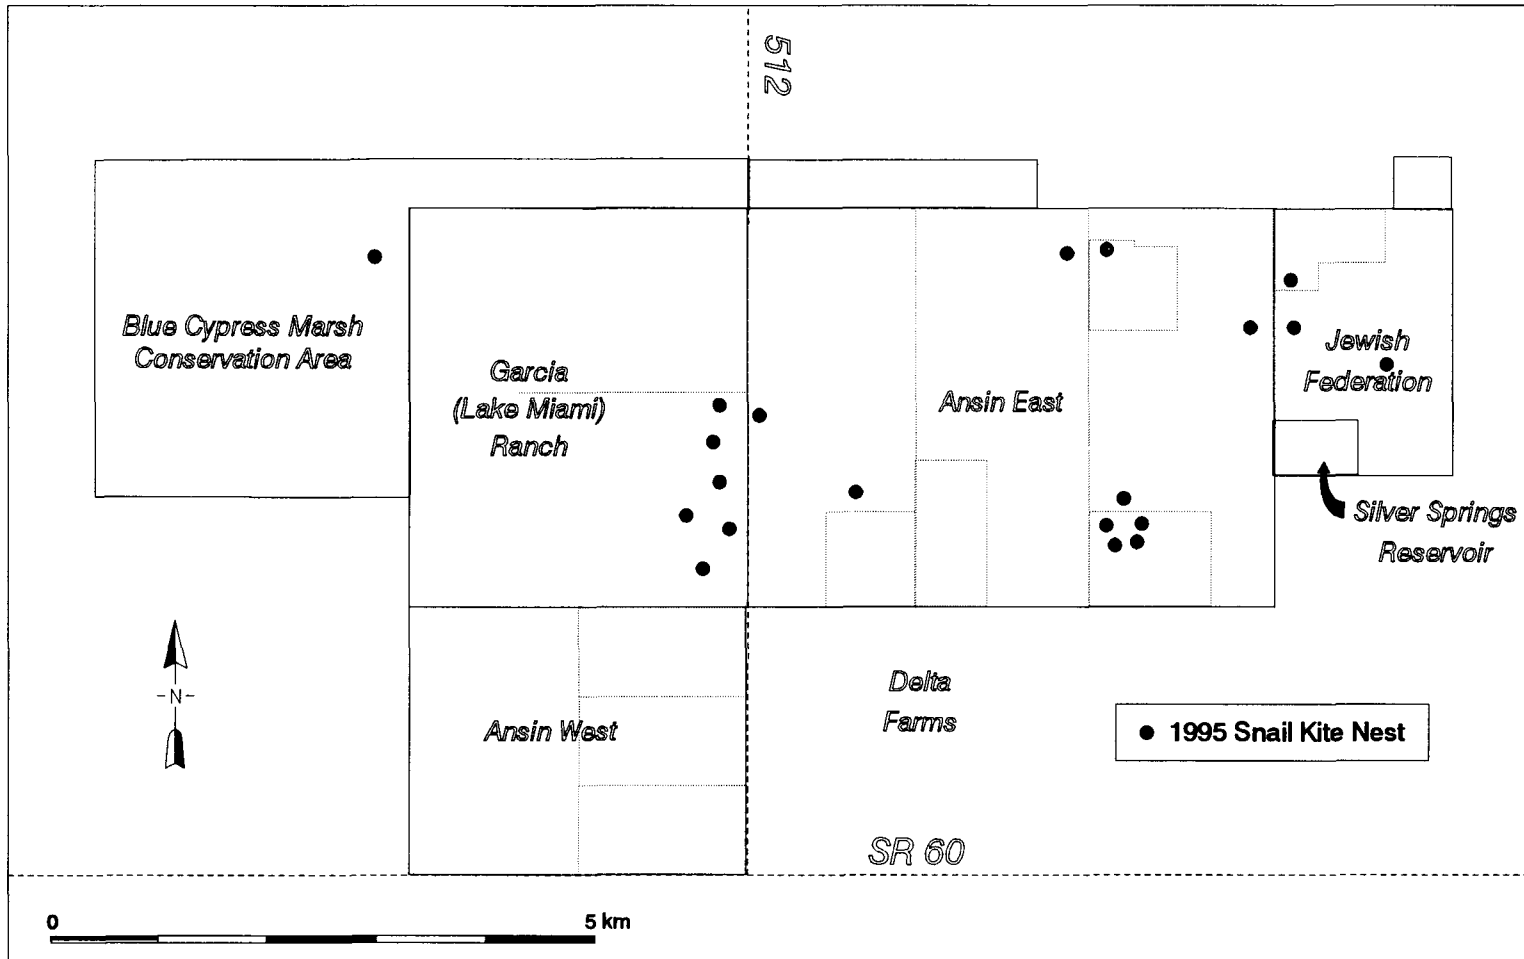 512
Blue Cypress Marsh
Conservation Area
Garcia
(Lake Miami)
Ranch
Ansin East
Jewish
Federation
Silver Springs
Reservoir
-N-
Ansin West
Delta
Farms
1995 Snail Kite Nest
SR 60
0 5 km